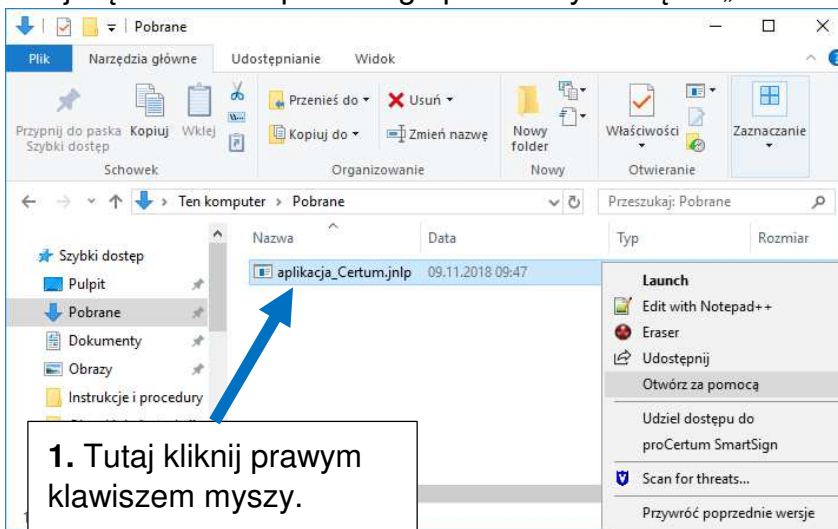 Pobrane
Plik Narzędzia główne Udostępnianie Widok
Przypnij do paska Szybki dostęp
Kopiuj
Wklej
Przenieś do
Kopiuj do
Usuń
Zmień nazwę
Nowy folder
Właściwości
Zaznaczanie
Schowek Organizowanie Nowy Otwieranie
Ten komputer > Pobrane
Przeszukaj: Pobrane
Szybki dostęp
Pulpit
Pobrane
Dokumenty
Obrazy
Instrukcje i procedury
Nazwa Data Typ Rozmiar
aplikacja_Certum.jnlp 09.11.2018 09:47
Launch
Edit with Notepad++
Eraser
Udostępnij
Otwórz za pomocą
Udziel dostępu do
proCertum SmartSign
Scan for threats...
Przywróć poprzednie wersje
1. Tutaj kliknij prawym
klawiszem myszy.